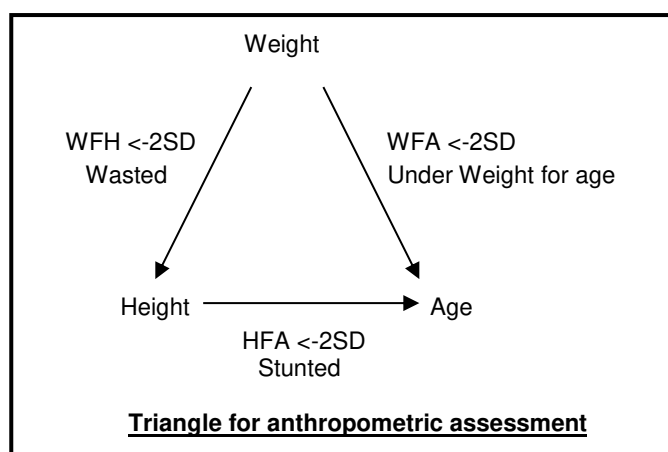 Weight
WFH <-2SD
Wasted
WFA <-2SD
Under Weight for age
Height
Age
HFA <-2SD
Stunted
Triangle for anthropometric assessment